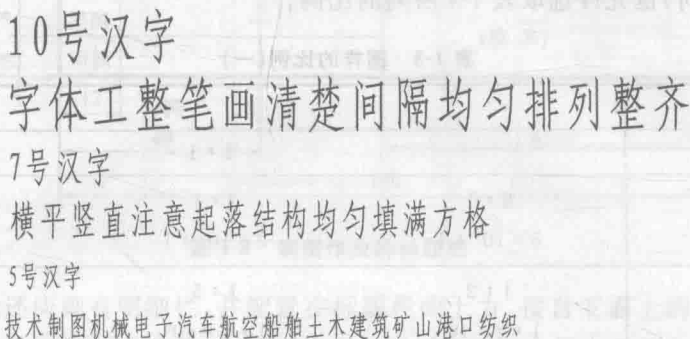 10号汉字
字体工整笔画清楚间隔均匀排列整齐
7号汉字
横平竖直注意起落结构均匀填满方格
5号汉字
技术制图机械电子汽车航空船舶土木建筑矿山港口纺织